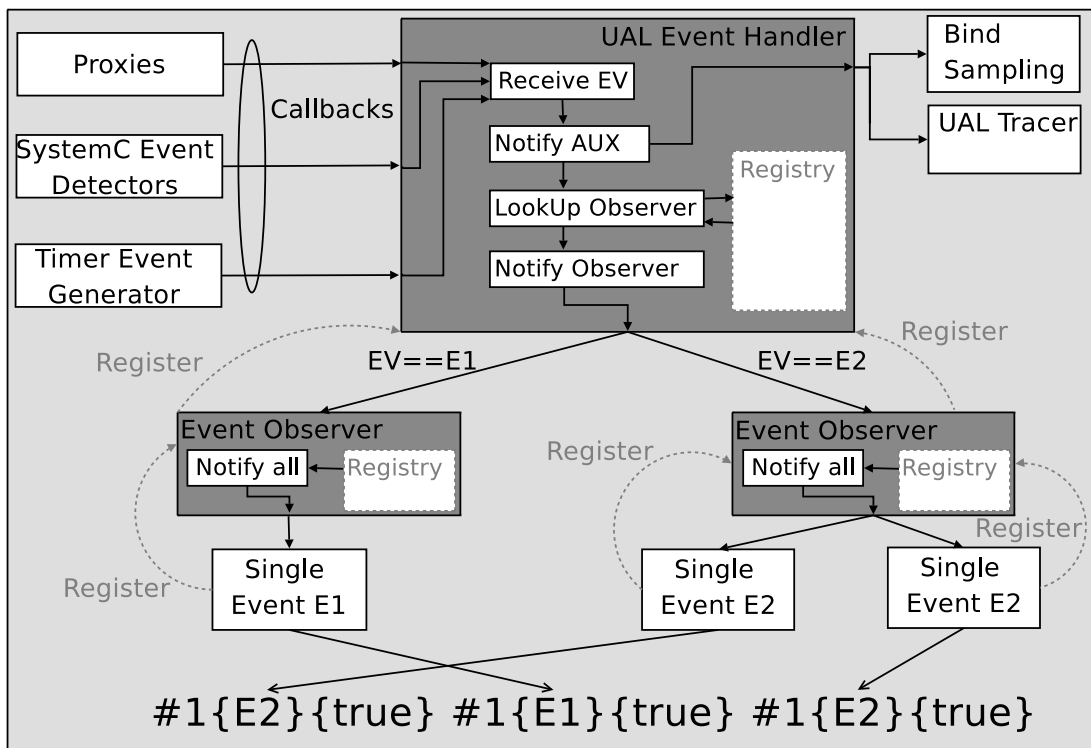 Proxies
SystemC Event
Detectors
Timer Event
Generator
Callbacks
UAL Event Handler
Receive EV
Notify AUX
LookUp Observer
Notify Observer
Registry
Bind
Sampling
UAL Tracer
Register
EV==E1
EV==E2
Register
Event Observer
Notify all
Registry
Register
Single
Event E1
Event Observer
Notify all
Registry
Register
Register
Single
Event E2
Single
Event E2
#1{E2}{true} #1{E1}{true} #1{E2}{true}